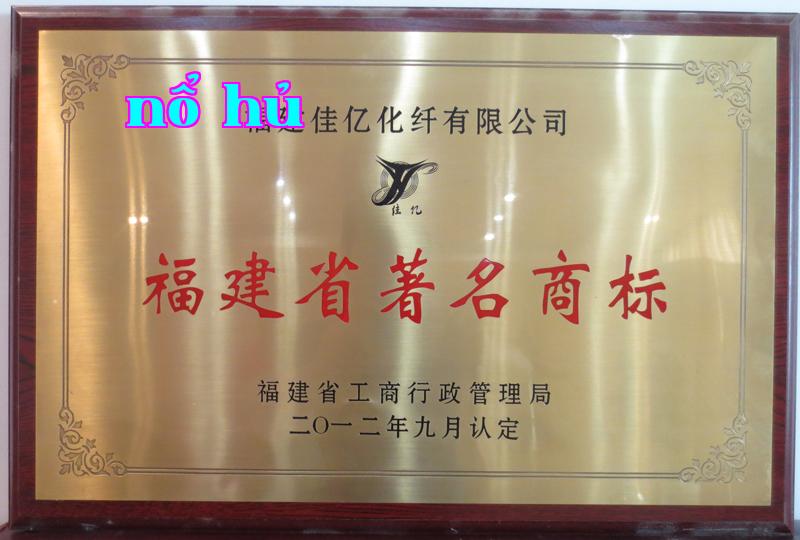 nổ hủ
福建佳亿化纤有限公司
佳亿
福建省著名商标
福建省工商行政管理局
二〇一二年九月认定